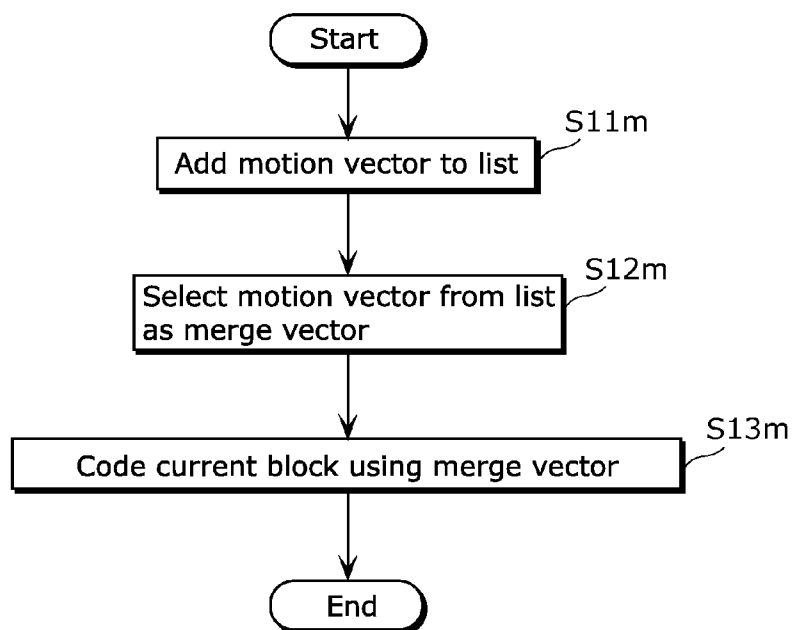 Start
S11m
Add motion vector to list
S12m
Select motion vector from list
as merge vector
S13m
Code current block using merge vector
End